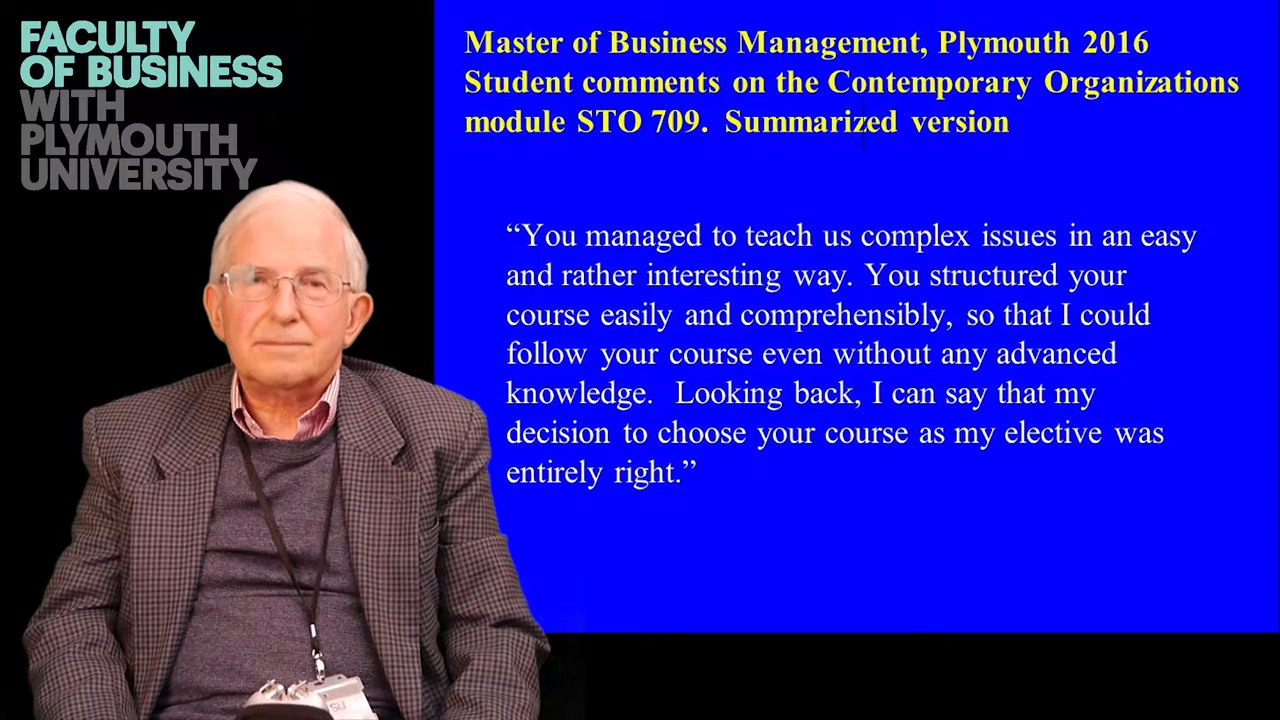 FACULTY
OF BUSINESS
WITH
PLYMOUTH
UNIVERSITY
Master of Business Management, Plymouth 2016
Student comments on the Contemporary Organizations
module STO 709.  Summarized version
“You managed to teach us complex issues in an easy
and rather interesting way. You structured your
course easily and comprehensibly, so that I could
follow your course even without any advanced
knowledge.  Looking back, I can say that my
decision to choose your course as my elective was
entirely right.”